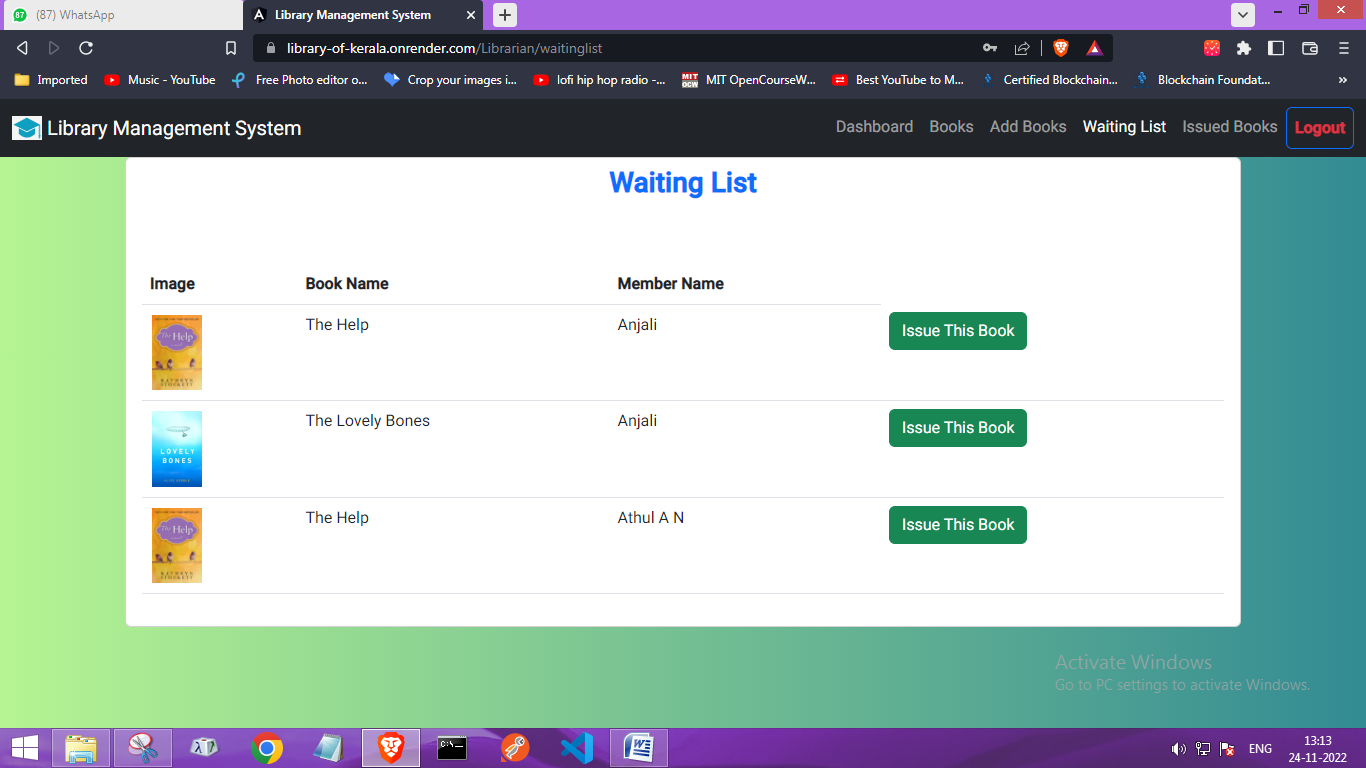 (87) WhatsApp
Library Management System
library-of-kerala.onrender.com/Librarian/waitinglist
Imported Music - YouTube Free Photo editor o... Crop your images i... lofi hip hop radio -... MIT OpenCourseW... Best YouTube to M... Certified Blockchain... Blockchain Foundat...
Library Management System Dashboard Books Add Books Waiting List Issued Books Logout
Waiting List
Image Book Name Member Name
The Help Anjali Issue This Book
The Help
KATHRYN
STOCKETT
The Lovely Bones Anjali Issue This Book
LOVELY
BONES
The Help Athul A N Issue This Book
The Help
KATHRYN
STOCKETT
Activate Windows
Go to PC settings to activate Windows.
ENG 13:13
24-11-2022